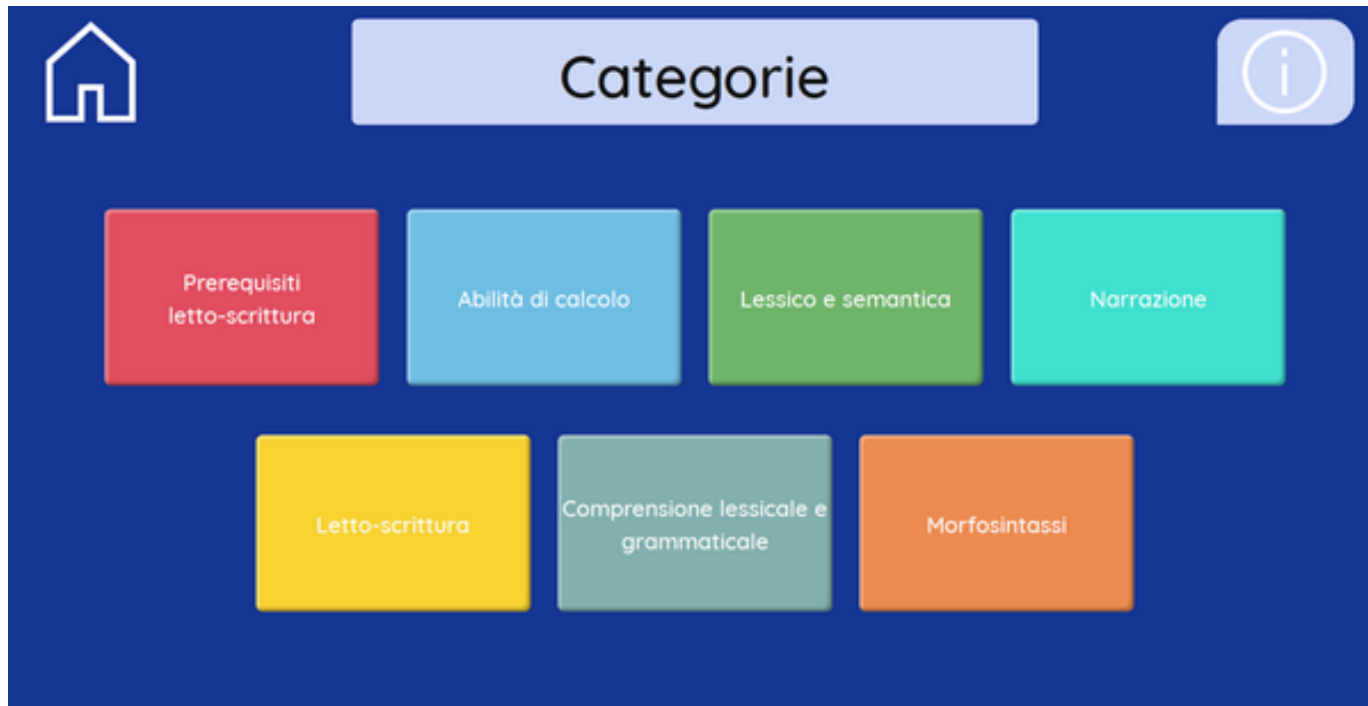 Categorie
i
Prerequisiti
letto-scrittura
Abilità di calcolo
Lessico e semantica
Narrazione
Letto-scrittura
Comprensione lessicale e
grammaticale
Morfosintassi